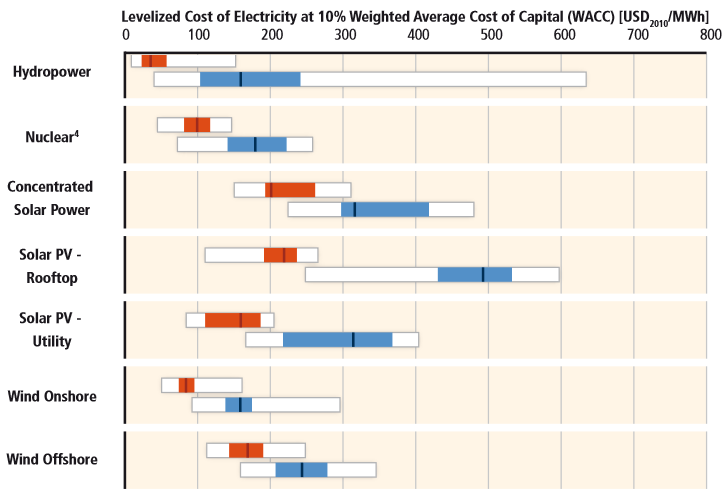 Levelized Cost of Electricity at 10% Weighted Average Cost of Capital (WACC) [USD2010/MWh]
0 100 200 300 400 500 600 700 800
Hydropower
Nuclear4
Concentrated
Solar Power
Solar PV -
Rooftop
Solar PV -
Utility
Wind Onshore
Wind Offshore